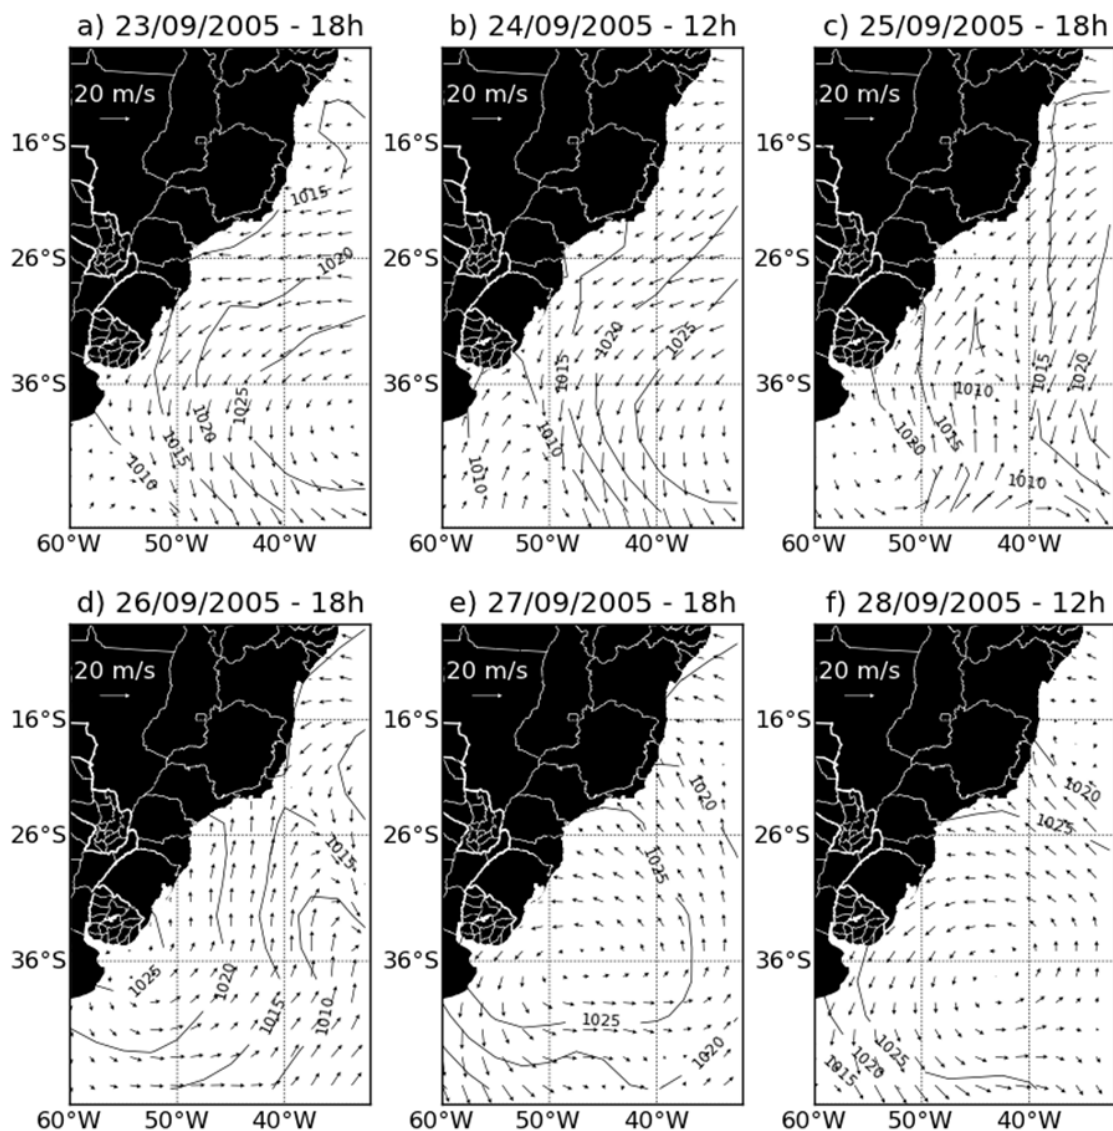 a) 23/09/2005 - 18h
b) 24/09/2005 - 12h
c) 25/09/2005 - 18h
20 m/s
20 m/s
20 m/s
16°S
16°S
16°S
1015
26°S
26°S
26°S
1020
1020
1025
1015
1015
1020
36°S
36°S
36°S
1010
1025
1020
1015
1010
1020
1015
1010
1010
1010
60°W
50°W
40°W
60°W
50°W
40°W
60°W
50°W
40°W
d) 26/09/2005 - 18h
e) 27/09/2005 - 18h
f) 28/09/2005 - 12h
20 m/s
20 m/s
20 m/s
16°S
16°S
16°S
1020
1020
26°S
26°S
26°S
1025
1015
1025
36°S
36°S
36°S
1025
1020
1015
1010
1025
1020
1025
1020
1015
60°W
50°W
40°W
60°W
50°W
40°W
60°W
50°W
40°W